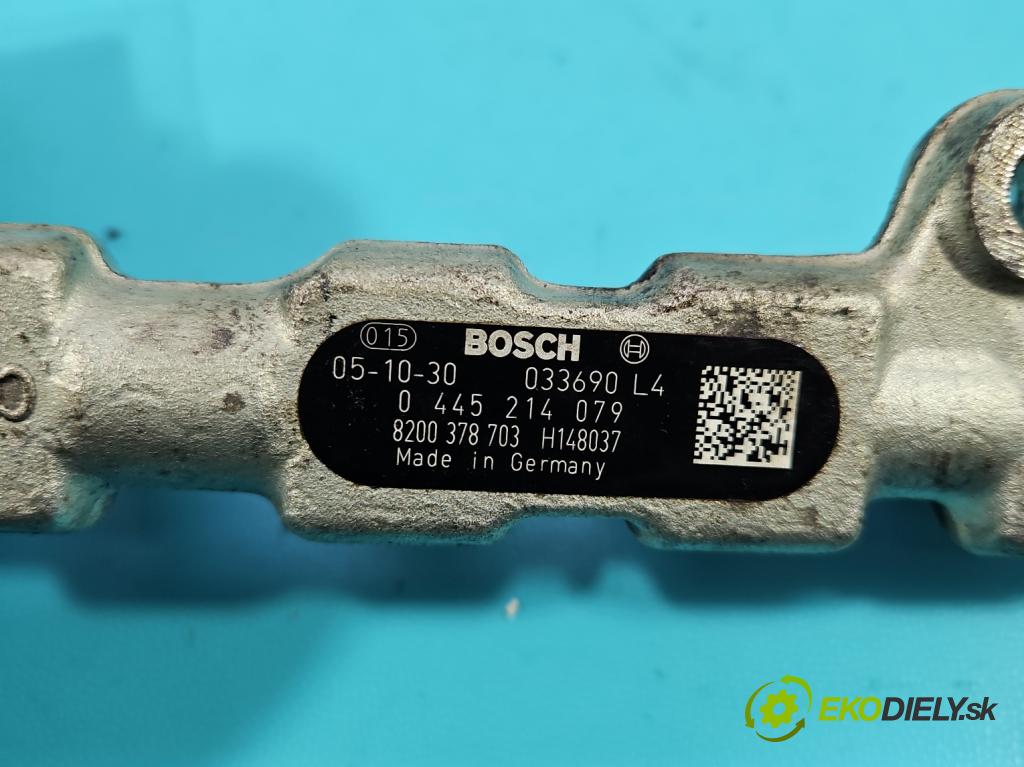 015 BOSCH
05-10-30 033690 L4
0 445 214 079
8200 378 703 H148037
Made in Germany
EKODIELY.sk